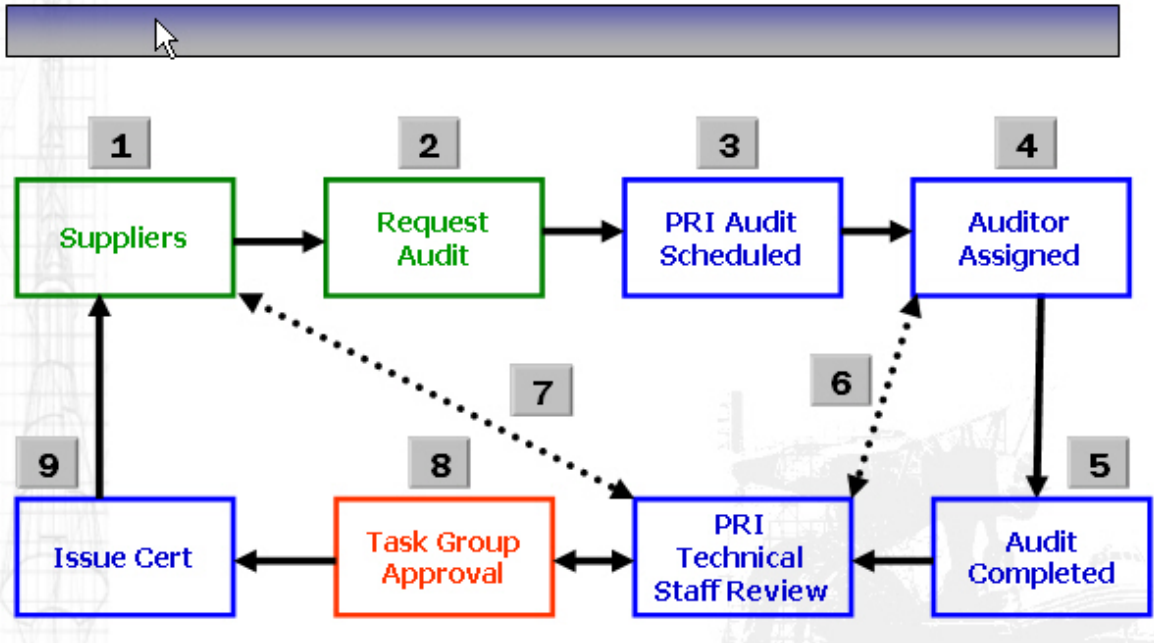 1
2
3
4
Suppliers
Request
Audit
PRI Audit
Scheduled
Auditor
Assigned
7
6
9
8
5
Issue Cert
Task Group
Approval
PRI
Technical
Staff Review
Audit
Completed